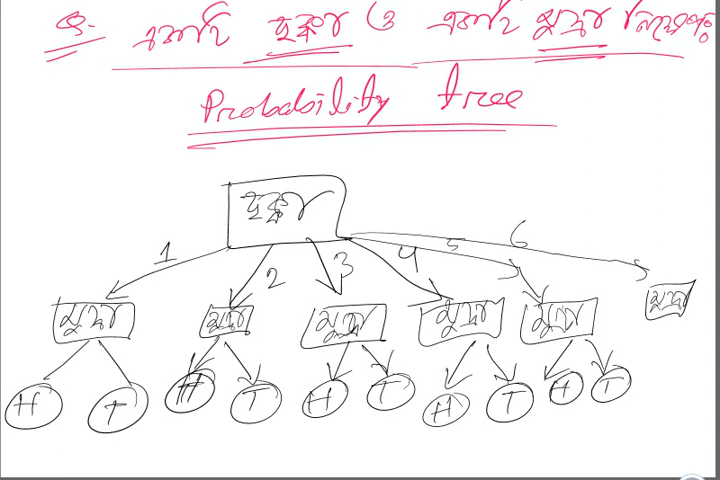 প্র- একটি ছক্কা ও একটি মুদ্রা নিক্ষেপের
Probability tree
ছক্কা
1 2 3 4 5 6
মুদ্রা মুদ্রা মুদ্রা মুদ্রা মুদ্রা মুদ্রা
H T H T H T H T H T